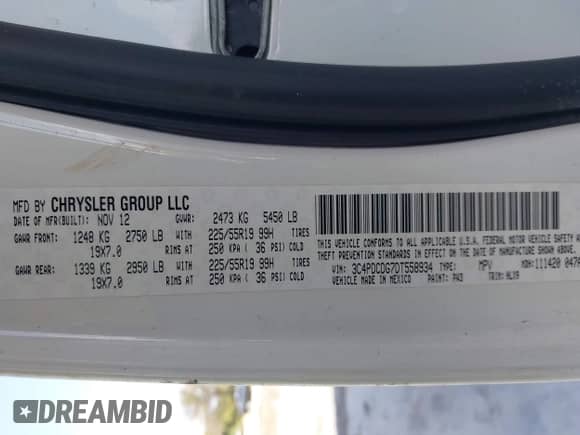 MFD BY CHRYSLER GROUP LLC
DATE OF MFR(BUILT): NOV 12 GVWR: 2473 KG 5450 LB
GAWR FRONT: 1248 KG 2750 LB WITH 225/55R19 99H TIRES
19X7.0 RIMS AT 250 KPA ( 36 PSI) COLD
GAWR REAR: 1339 KG 2950 LB WITH 225/55R19 99H TIRES
19X7.0 RIMS AT 250 KPA ( 36 PSI) COLD
THIS VEHICLE CONFORMS TO ALL APPLICABLE U.S.A. FEDERAL MOTOR VEHICLE SAFETY
THEFT PREVENTION STANDARDS IN EFFECT ON THE DATE OF MANUFACTURE SHOWN ABOVE.
VIN: 3C4PDCDG7DT558934 TYPE: MPV MDH: 111420
VEHICLE MADE IN MEXICO PAINT: PW3 TRIM:
DREAMBID